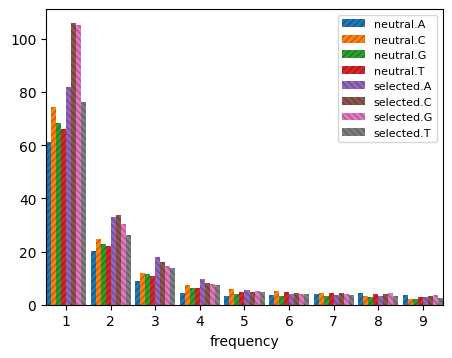 100
80
60
40
20
0
neutral.A
neutral.C
neutral.G
neutral.T
selected.A
selected.C
selected.G
selected.T
1 2 3 4 5 6 7 8 9
frequency